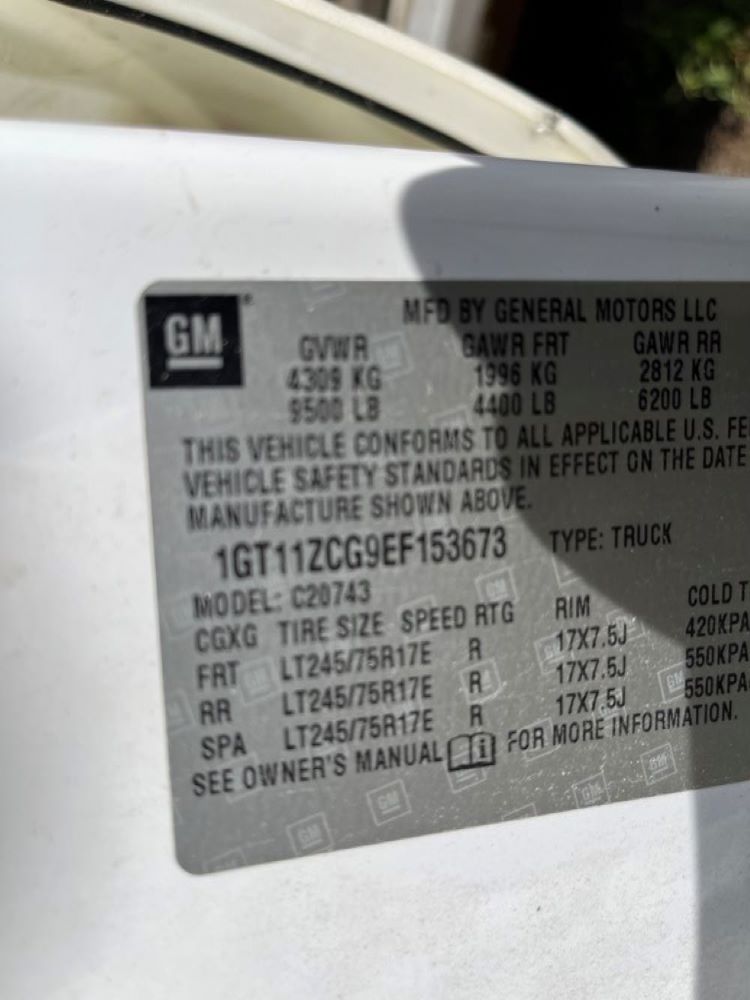 GM
MFD BY GENERAL MOTORS LLC
GVWR GAWR FRT GAWR RR
4309 KG 1996 KG 2812 KG
9500 LB 4400 LB 6200 LB
THIS VEHICLE CONFORMS TO ALL APPLICABLE U.S. FE
VEHICLE SAFETY STANDARDS IN EFFECT ON THE DATE
MANUFACTURE SHOWN ABOVE.
1GT11ZCG9EF153673 TYPE: TRUCK
MODEL: C20743
CGXG TIRE SIZE SPEED RTG RIM COLD T
FRT LT245/75R17E R 17X7.5J 420KPA
RR LT245/75R17E R 17X7.5J 550KPA
SPA LT245/75R17E R 17X7.5J 550KPA
SEE OWNER'S MANUAL i FOR MORE INFORMATION.